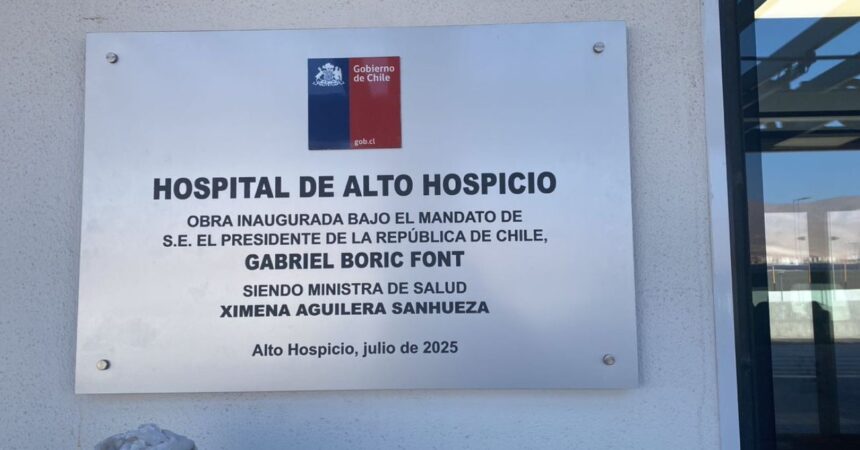 Gobierno
de Chile
gob.cl
HOSPITAL DE ALTO HOSPICIO
OBRA INAUGURADA BAJO EL MANDATO DE
S.E. EL PRESIDENTE DE LA REPÚBLICA DE CHILE,
GABRIEL BORIC FONT
SIENDO MINISTRA DE SALUD
XIMENA AGUILERA SANHUEZA
Alto Hospicio, julio de 2025